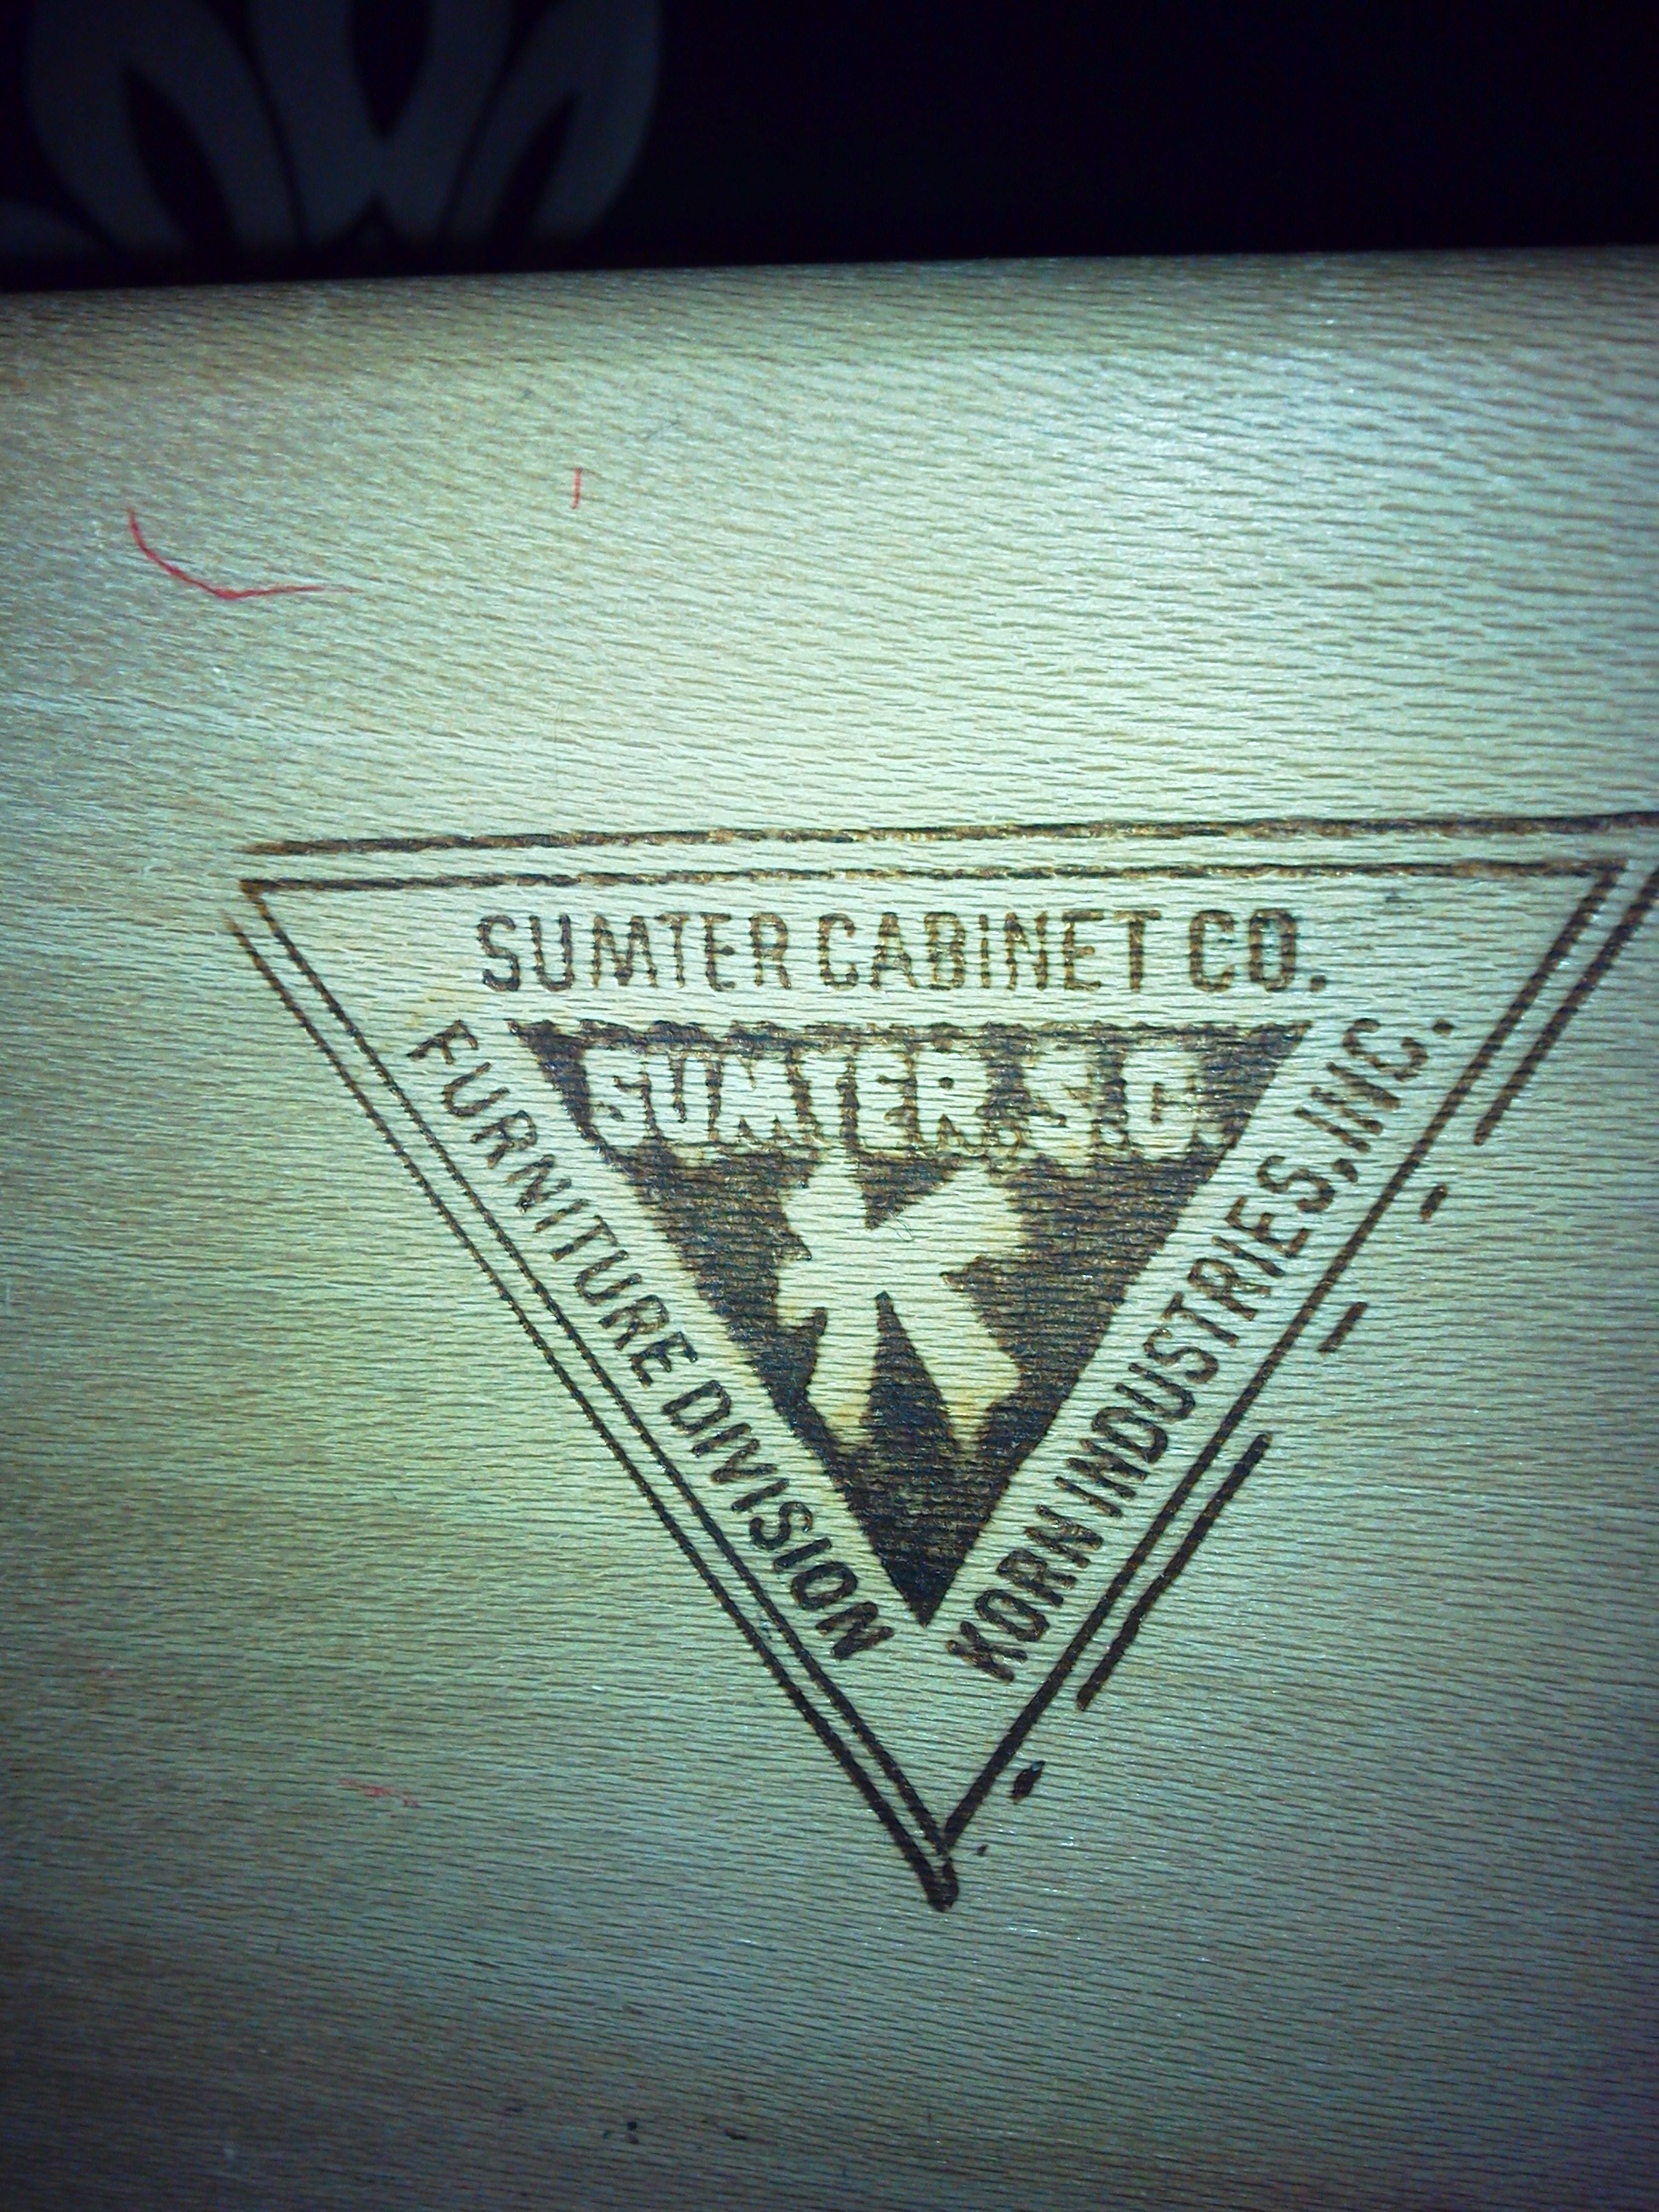 SUMTER CABINET CO.
SUMTER, S.C.
K
FURNITURE DIVISION
KORN INDUSTRIES, INC.